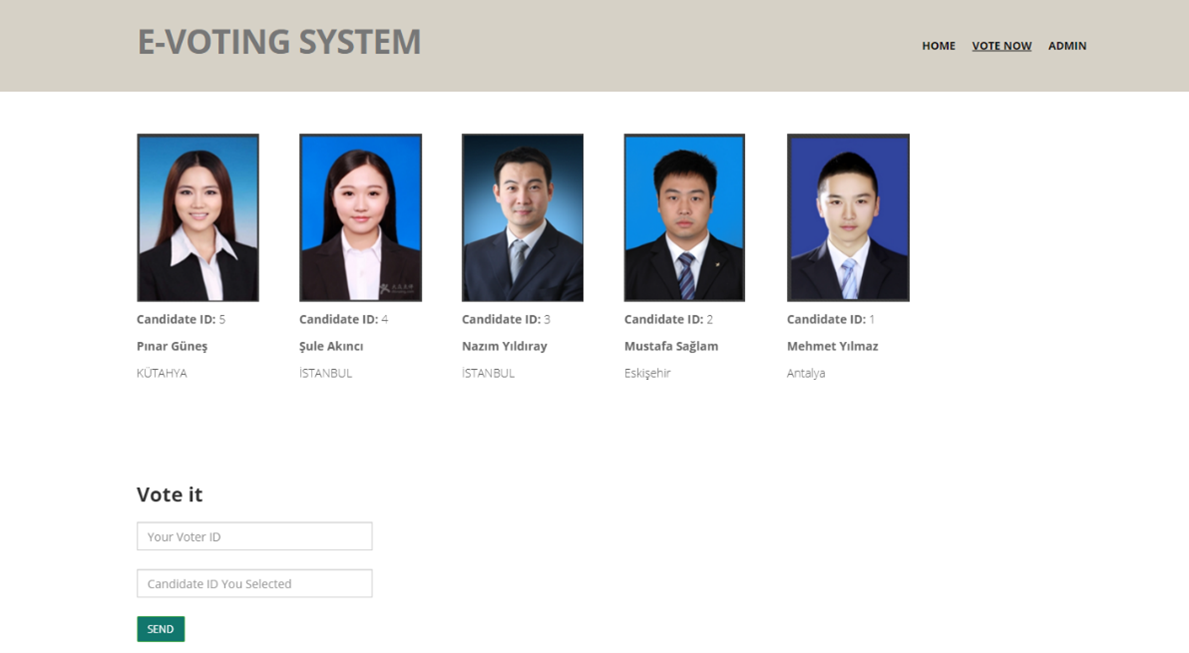 E-VOTING SYSTEM
HOME VOTE NOW ADMIN
Candidate ID: 5
Pınar Güneş
KÜTAHYA
Candidate ID: 4
Şule Akıncı
İSTANBUL
Candidate ID: 3
Nazım Yıldıray
İSTANBUL
Candidate ID: 2
Mustafa Sağlam
Eskişehir
Candidate ID: 1
Mehmet Yılmaz
Antalya
Vote it
Your Voter ID
Candidate ID You Selected
SEND